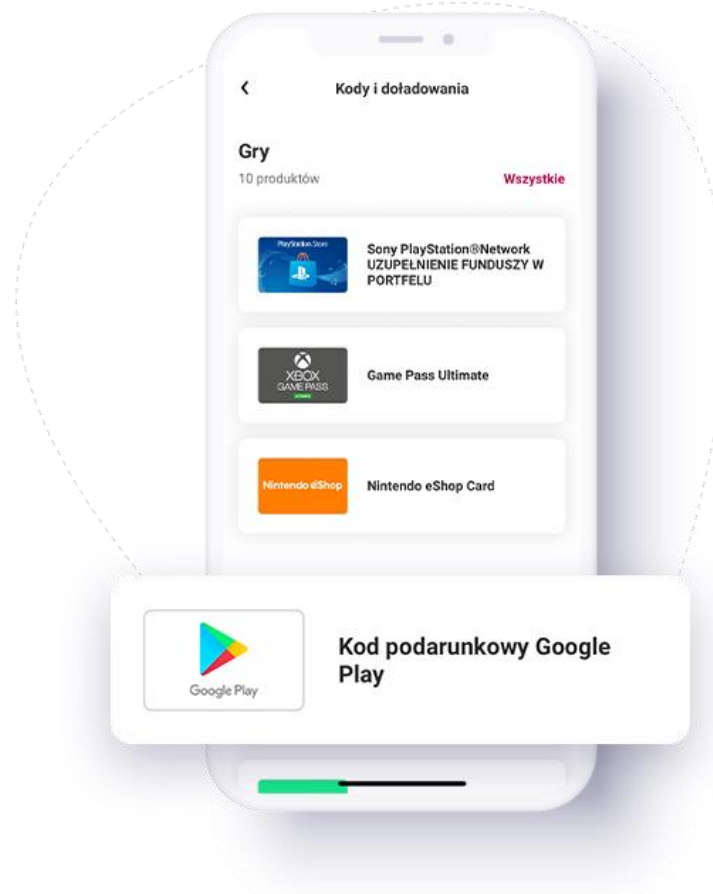 Kody i doładowania
Gry
10 produktów
Wszystkie
PlayStation Store
Sony PlayStation®Network
UZUPEŁNIENIE FUNDUSZY W
PORTFELU
XBOX
GAME PASS
ULTIMATE
Game Pass Ultimate
Nintendo eShop
Nintendo eShop Card
Google Play
Kod podarunkowy Google
Play